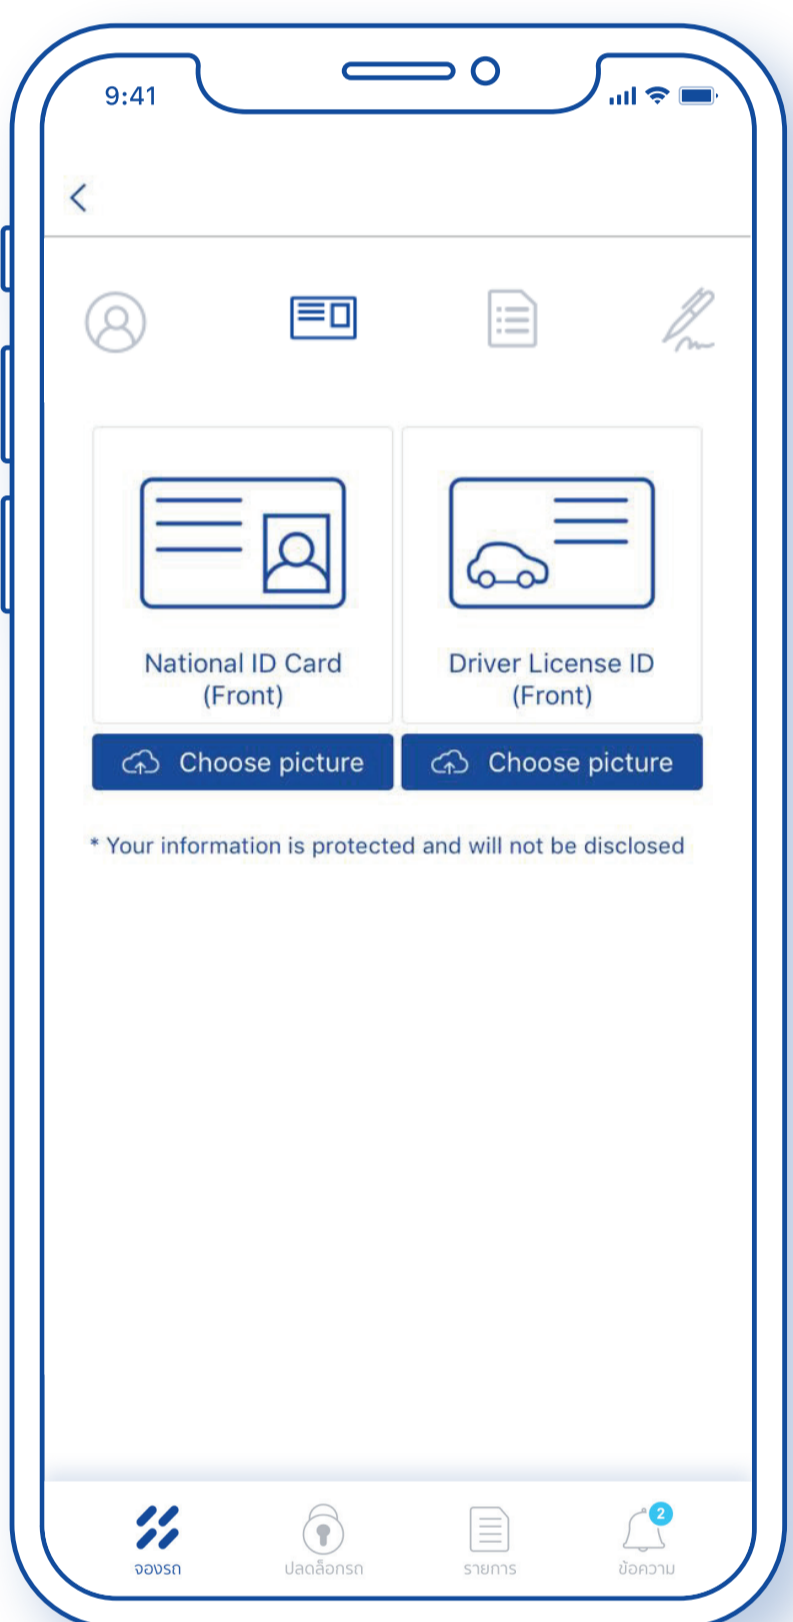 9:41
National ID Card
(Front)
Driver License ID
(Front)
Choose picture
Choose picture
* Your information is protected and will not be disclosed
จองรถ
ปลดล็อกรถ
รายการ
2
ข้อความ